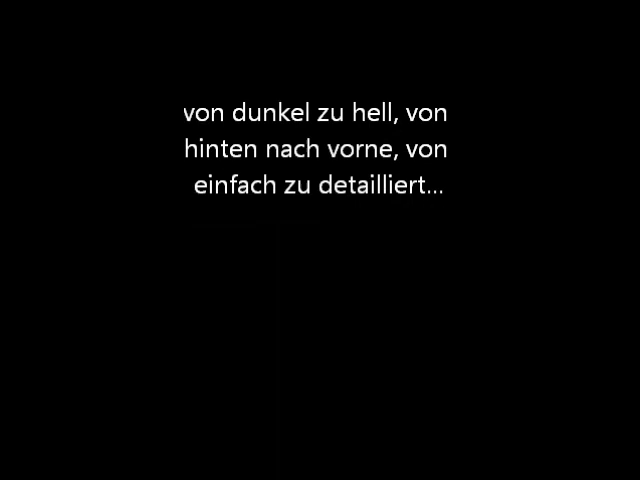 von dunkel zu hell, von
hinten nach vorne, von
einfach zu detailliert...